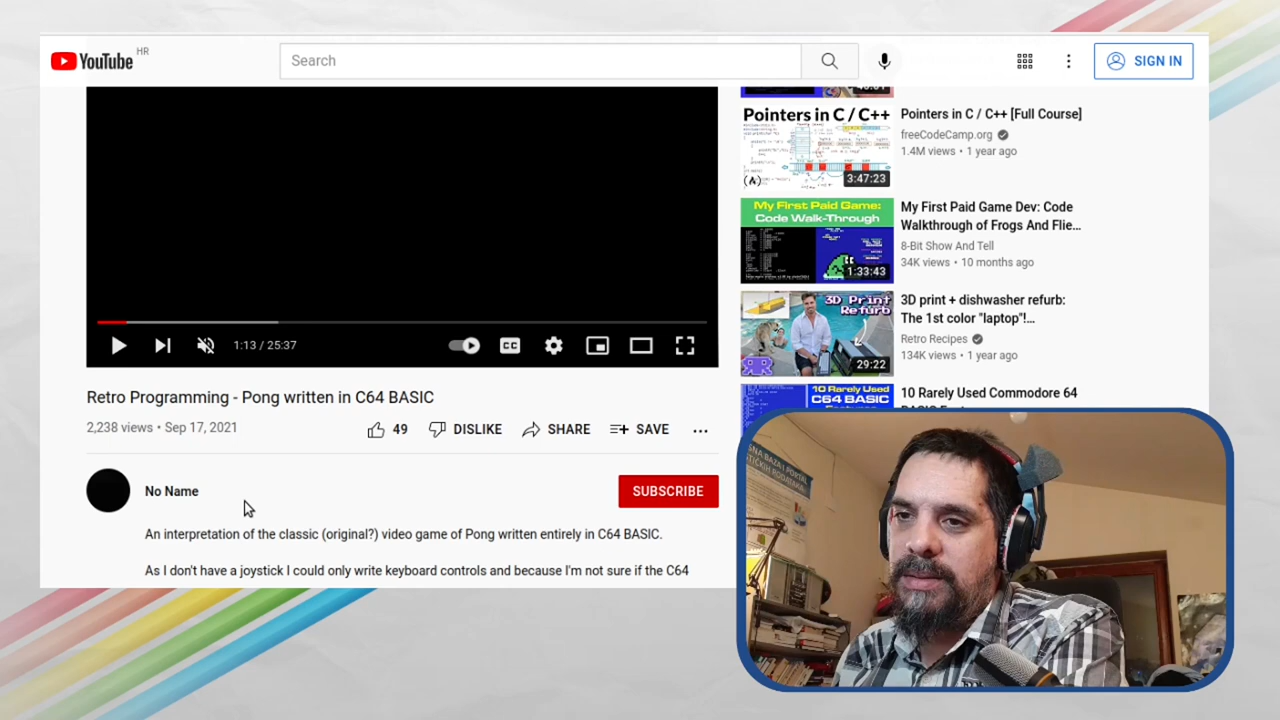 YouTube HR
Search
SIGN IN
Pointers in C / C++
3:47:23
Pointers in C / C++ [Full Course]
freeCodeCamp.org
1.4M views • 1 year ago
My First Paid Game:
Code Walk-Through
1:33:43
My First Paid Game Dev: Code
Walkthrough of Frogs And Flie...
8-Bit Show And Tell
34K views • 10 months ago
3D Print
Refurb
29:22
3D print + dishwasher refurb:
The 1st color "laptop"!...
Retro Recipes
134K views • 1 year ago
10 Rarely Used
C64 BASIC
10 Rarely Used Commodore 64
CC
1:13 / 25:37
Retro Programming - Pong written in C64 BASIC
2,238 views • Sep 17, 2021
49
DISLIKE
SHARE
SAVE
No Name
SUBSCRIBE
An interpretation of the classic (original?) video game of Pong written entirely in C64 BASIC.
As I don't have a joystick I could only write keyboard controls and because I'm not sure if the C64